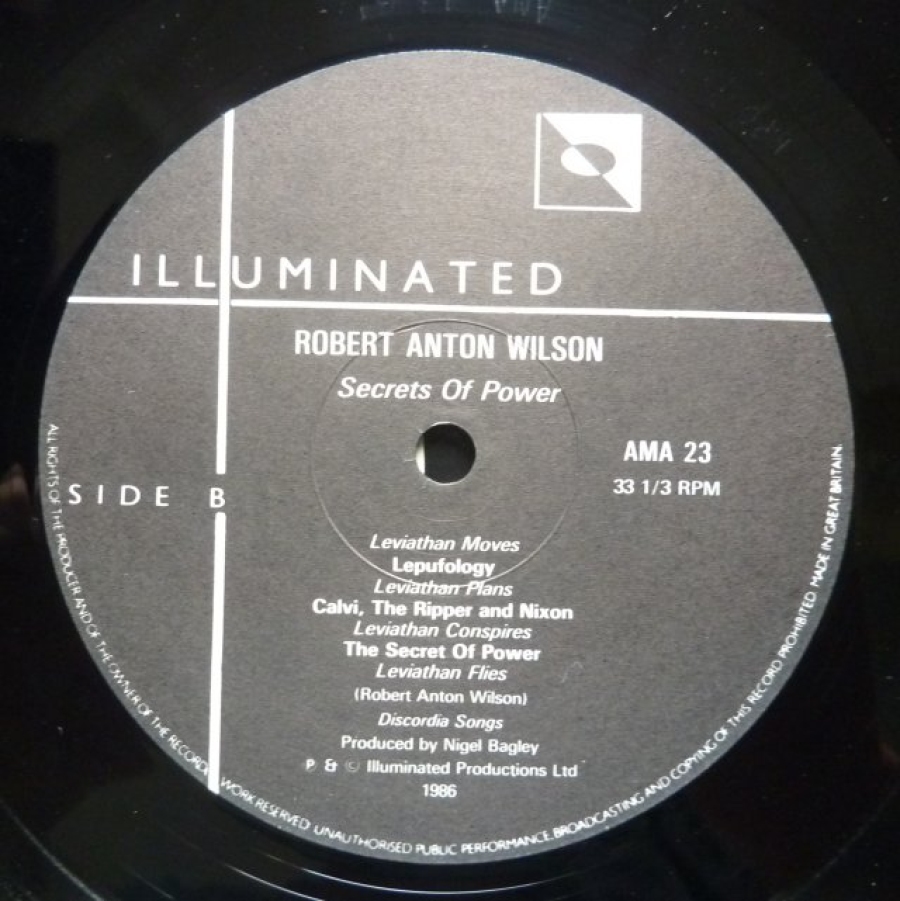 ILLUMINATED
ROBERT ANTON WILSON
Secrets Of Power
AMA 23
33 1/3 RPM
SIDE B
Leviathan Moves
Lepufology
Leviathan Plans
Calvi, The Ripper and Nixon
Leviathan Conspires
The Secret Of Power
Leviathan Flies
(Robert Anton Wilson)
Discordia Songs
Produced by Nigel Bagley
℗ & © Illuminated Productions Ltd
1986
ALL RIGHTS OF THE PRODUCER AND OF THE OWNER OF THE RECORDED WORK RESERVED. UNAUTHORISED PUBLIC PERFORMANCE, BROADCASTING AND COPYING OF THIS RECORD PROHIBITED. MADE IN GREAT BRITAIN.